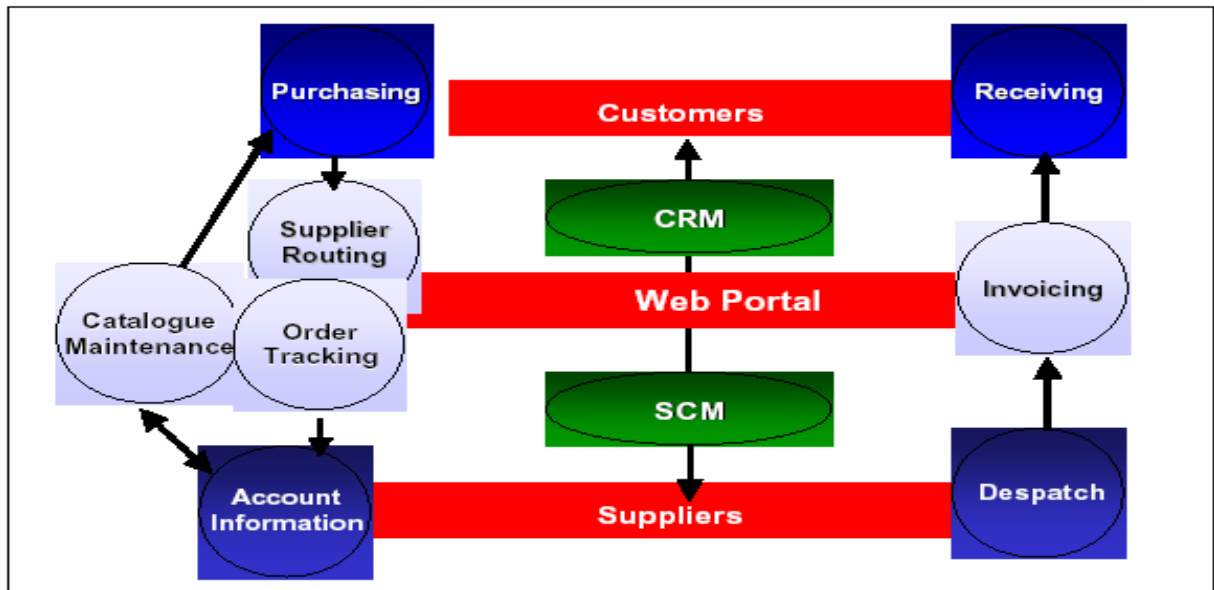 Purchasing
Customers
Receiving
Supplier
Routing
CRM
Catalogue
Maintenance
Order
Tracking
Web Portal
Invoicing
SCM
Account
Information
Suppliers
Despatch